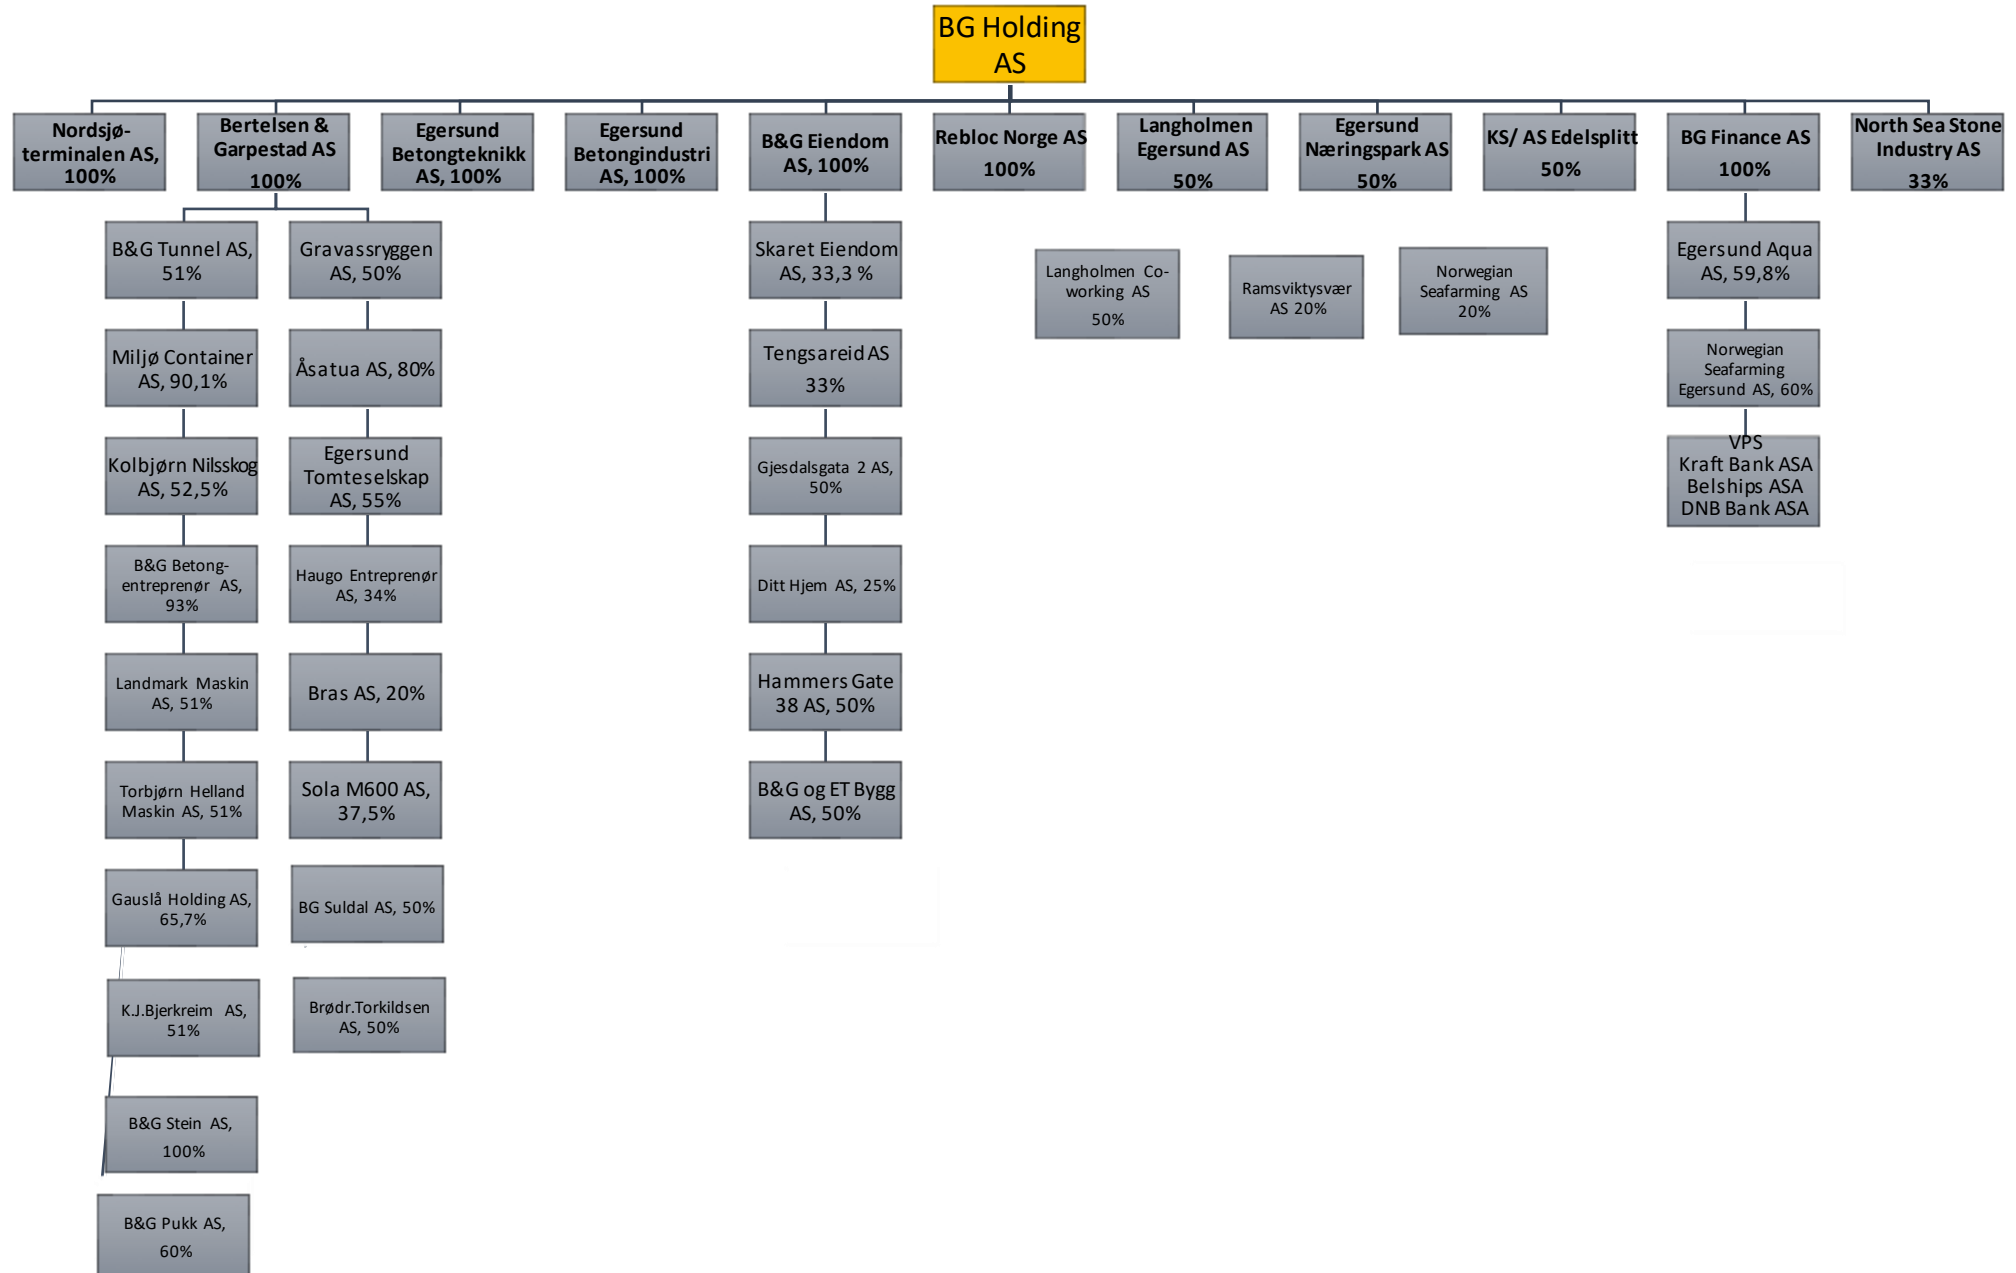 BG Holding
AS
Nordsjø-
terminalen AS,
100%
Bertelsen &
Garpestad AS
100%
Egersund
Betongteknikk
AS, 100%
Egersund
Betongindustri
AS, 100%
B&G Eiendom
AS, 100%
Rebloc Norge AS
100%
Langholmen
Egersund AS
50%
Egersund
Næringspark AS
50%
KS/ AS Edelsplitt
50%
BG Finance AS
100%
North Sea Stone
Industry AS
33%
B&G Tunnel AS,
51%
Miljø Container
AS, 90,1%
Kolbjørn Nilsskog
AS, 52,5%
B&G Betong-
entreprenør AS,
93%
Landmark Maskin
AS, 51%
Torbjørn Helland
Maskin AS, 51%
Gauslå Holding AS,
65,7%
K.J.Bjerkreim AS,
51%
B&G Stein AS,
100%
B&G Pukk AS,
60%
Gravassryggen
AS, 50%
Åsatua AS, 80%
Egersund
Tomteselskap
AS, 55%
Haugo Entreprenør
AS, 34%
Bras AS, 20%
Sola M600 AS,
37,5%
BG Suldal AS, 50%
Brødr.Torkildsen
AS, 50%
Skaret Eiendom
AS, 33,3 %
Tengsareid AS
33%
Gjesdalsgata 2 AS,
50%
Ditt Hjem AS, 25%
Hammers Gate
38 AS, 50%
B&G og ET Bygg
AS, 50%
Langholmen Co-
working AS
50%
Ramsviktysvær
AS 20%
Norwegian
Seafarming AS
20%
Egersund Aqua
AS, 59,8%
Norwegian
Seafarming
Egersund AS, 60%
VPS
Kraft Bank ASA
Belships ASA
DNB Bank ASA